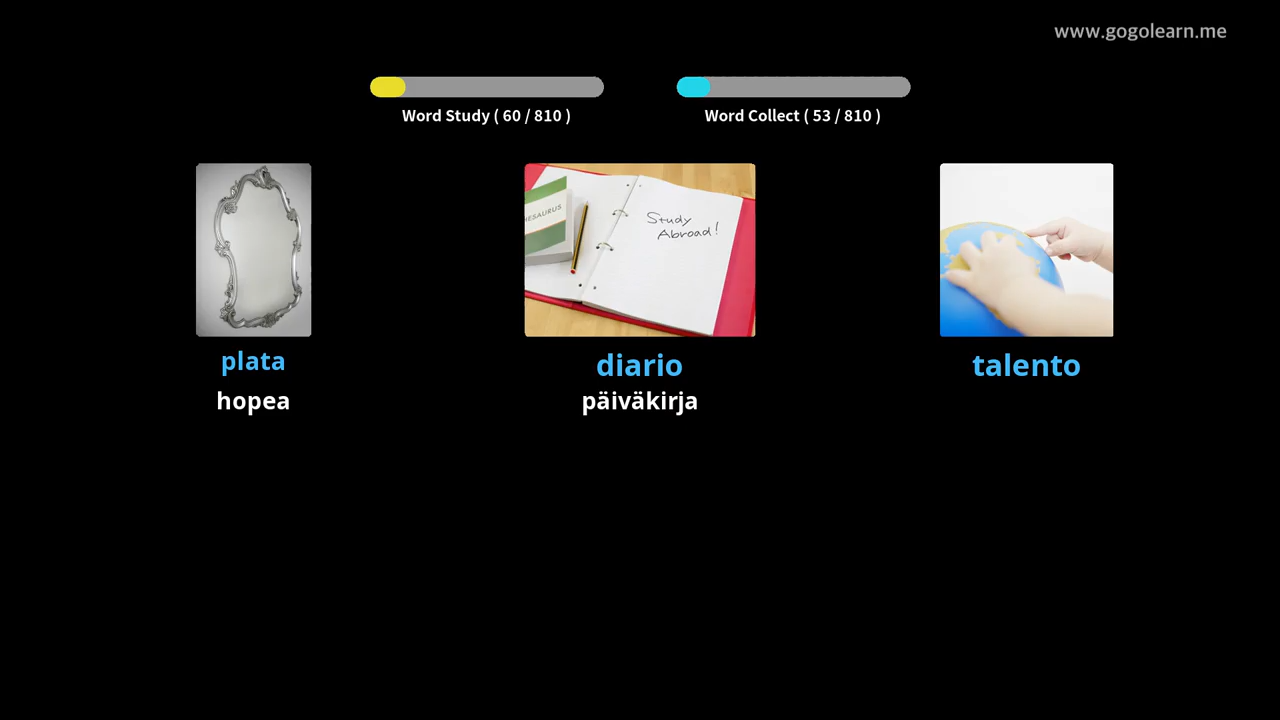 www.gogolearn.me
Word Study ( 60 / 810 )
Word Collect ( 53 / 810 )
HESAURUS
Study
Abroad!
plata
diario
talento
hopea
päiväkirja